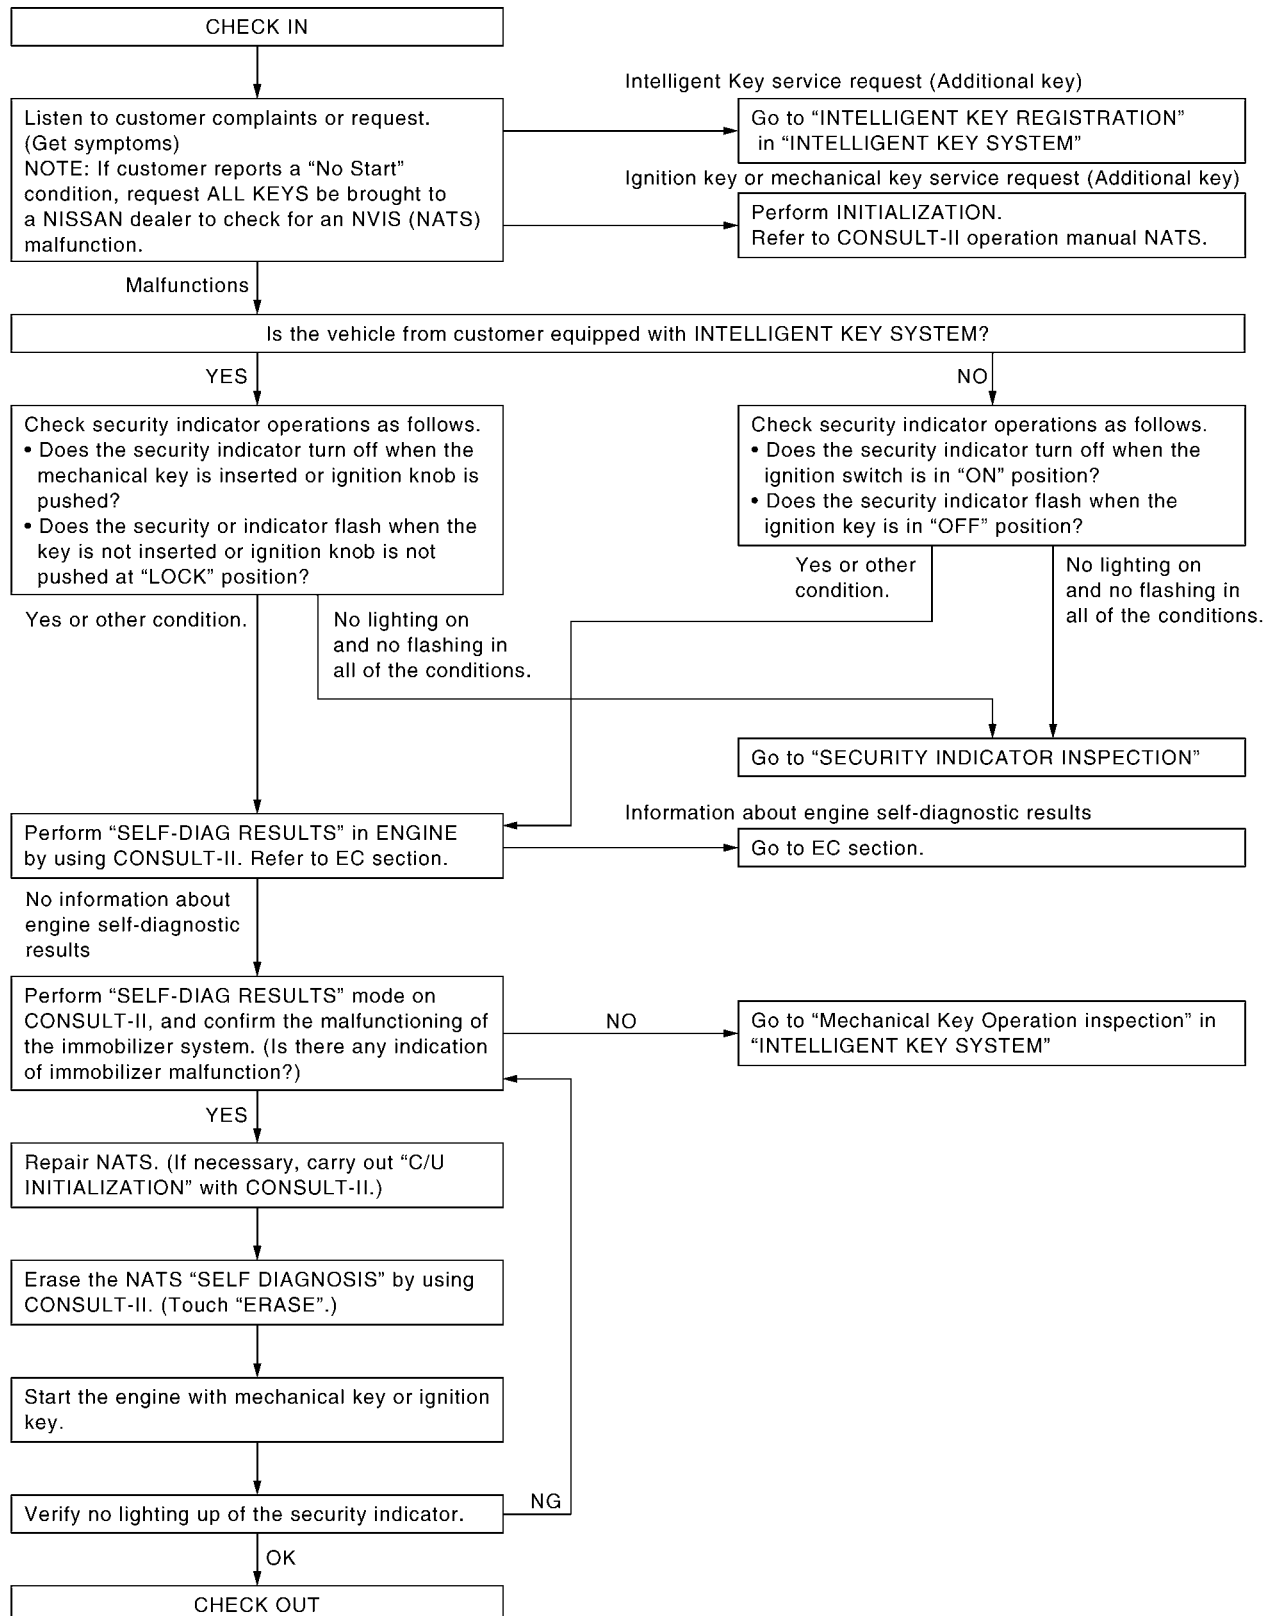 CHECK IN
Intelligent Key service request (Additional key)
Listen to customer complaints or request.
(Get symptoms)
NOTE: If customer reports a “No Start”
condition, request ALL KEYS be brought to
a NISSAN dealer to check for an NVIS (NATS)
malfunction.
Go to “INTELLIGENT KEY REGISTRATION”
in “INTELLIGENT KEY SYSTEM”
Ignition key or mechanical key service request (Additional key)
Perform INITIALIZATION.
Refer to CONSULT-II operation manual NATS.
Malfunctions
Is the vehicle from customer equipped with INTELLIGENT KEY SYSTEM?
YES
NO
Check security indicator operations as follows.
• Does the security indicator turn off when the
mechanical key is inserted or ignition knob is
pushed?
• Does the security or indicator flash when the
key is not inserted or ignition knob is not
pushed at “LOCK” position?
Check security indicator operations as follows.
• Does the security indicator turn off when the
ignition switch is in “ON” position?
• Does the security indicator flash when the
ignition key is in “OFF” position?
Yes or other
condition.
No lighting on
and no flashing in
all of the conditions.
Yes or other condition.
No lighting on
and no flashing in
all of the conditions.
Go to “SECURITY INDICATOR INSPECTION”
Information about engine self-diagnostic results
Perform “SELF-DIAG RESULTS” in ENGINE
by using CONSULT-II. Refer to EC section.
Go to EC section.
No information about
engine self-diagnostic
results
Perform “SELF-DIAG RESULTS” mode on
CONSULT-II, and confirm the malfunctioning of
the immobilizer system. (Is there any indication
of immobilizer malfunction?)
NO
Go to “Mechanical Key Operation inspection” in
“INTELLIGENT KEY SYSTEM”
YES
Repair NATS. (If necessary, carry out “C/U
INITIALIZATION” with CONSULT-II.)
Erase the NATS “SELF DIAGNOSIS” by using
CONSULT-II. (Touch “ERASE”.)
Start the engine with mechanical key or ignition
key.
Verify no lighting up of the security indicator.
NG
OK
CHECK OUT